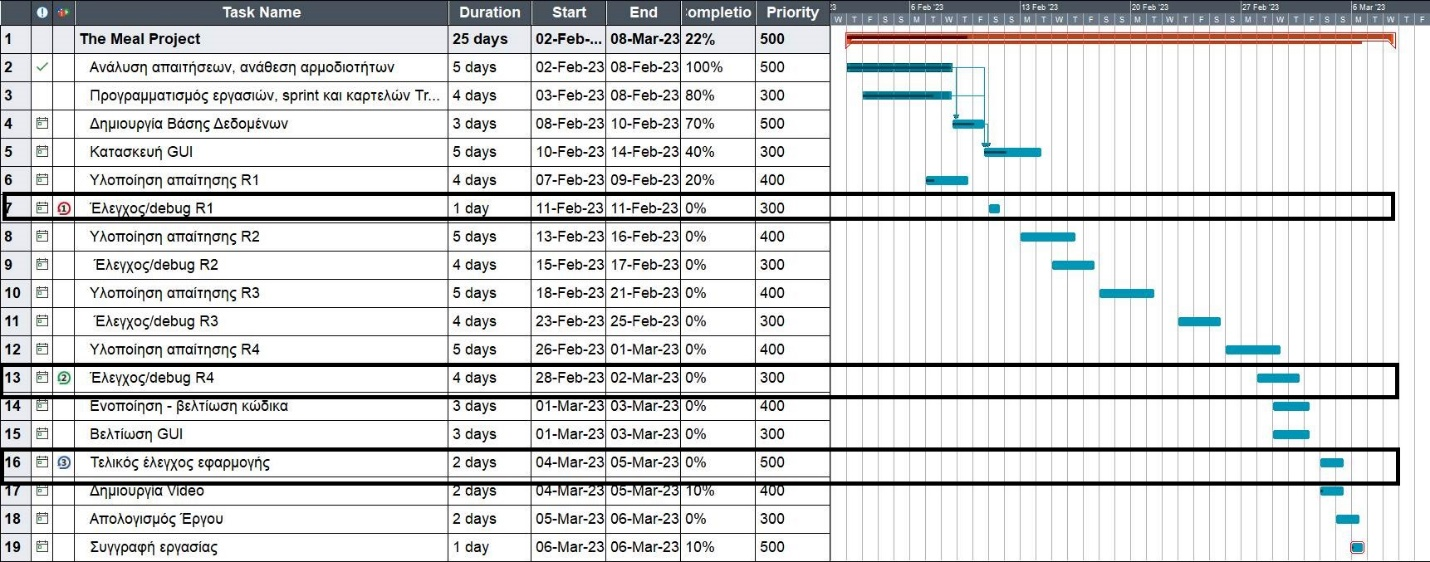 Task Name Duration Start End ompletio Priority
1 The Meal Project 25 days 02-Feb-... 08-Mar-23 22% 500
2 Ανάλυση απαιτήσεων, ανάθεση αρμοδιοτήτων 5 days 02-Feb-23 08-Feb-23 100% 500
3 Προγραμματισμός εργασιών, sprint και καρτελών Tr... 4 days 03-Feb-23 08-Feb-23 80% 300
4 Δημιουργία Βάσης Δεδομένων 3 days 08-Feb-23 10-Feb-23 70% 500
5 Κατασκευή GUI 5 days 10-Feb-23 14-Feb-23 40% 300
6 Υλοποίηση απαίτησης R1 4 days 07-Feb-23 09-Feb-23 20% 400
7 Έλεγχος/debug R1 1 day 11-Feb-23 11-Feb-23 0% 300
8 Υλοποίηση απαίτησης R2 5 days 13-Feb-23 16-Feb-23 0% 400
9 Έλεγχος/debug R2 4 days 15-Feb-23 17-Feb-23 0% 300
10 Υλοποίηση απαίτησης R3 5 days 18-Feb-23 21-Feb-23 0% 400
11 Έλεγχος/debug R3 4 days 23-Feb-23 25-Feb-23 0% 300
12 Υλοποίηση απαίτησης R4 5 days 26-Feb-23 01-Mar-23 0% 400
13 2 Έλεγχος/debug R4 4 days 28-Feb-23 02-Mar-23 0% 300
14 Ενοποίηση - βελτίωση κώδικα 3 days 01-Mar-23 03-Mar-23 0% 400
15 Βελτίωση GUI 3 days 01-Mar-23 03-Mar-23 0% 300
16 3 Τελικός έλεγχος εφαρμογής 2 days 04-Mar-23 05-Mar-23 0% 500
17 Δημιουργία Video 2 days 04-Mar-23 05-Mar-23 10% 400
18 Απολογισμός Έργου 2 days 05-Mar-23 06-Mar-23 0% 300
19 Συγγραφή εργασίας 1 day 06-Mar-23 06-Mar-23 10% 500
23 6 Feb '23 13 Feb '23 20 Feb '23 27 Feb '23 6 Mar '23
W T F S S M T W T F S S M T W T F S S M T W T F S S M T W T F S S M T W T F